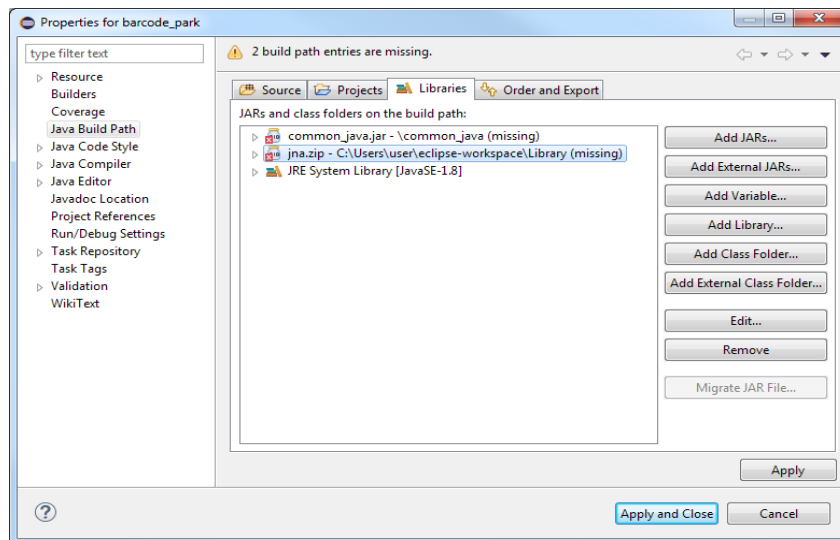 Properties for barcode_park
type filter text
Resource
Builders
Coverage
Java Build Path
Java Code Style
Java Compiler
Java Editor
Javadoc Location
Project References
Run/Debug Settings
Task Repository
Task Tags
Validation
WikiText
2 build path entries are missing.
Source Projects Libraries Order and Export
JARs and class folders on the build path:
common_java.jar - \common_java (missing)
jna.zip - C:\Users\user\eclipse-workspace\Library (missing)
JRE System Library [JavaSE-1.8]
Add JARs...
Add External JARs...
Add Variable...
Add Library...
Add Class Folder...
Add External Class Folder...
Edit...
Remove
Migrate JAR File...
Apply
Apply and Close Cancel